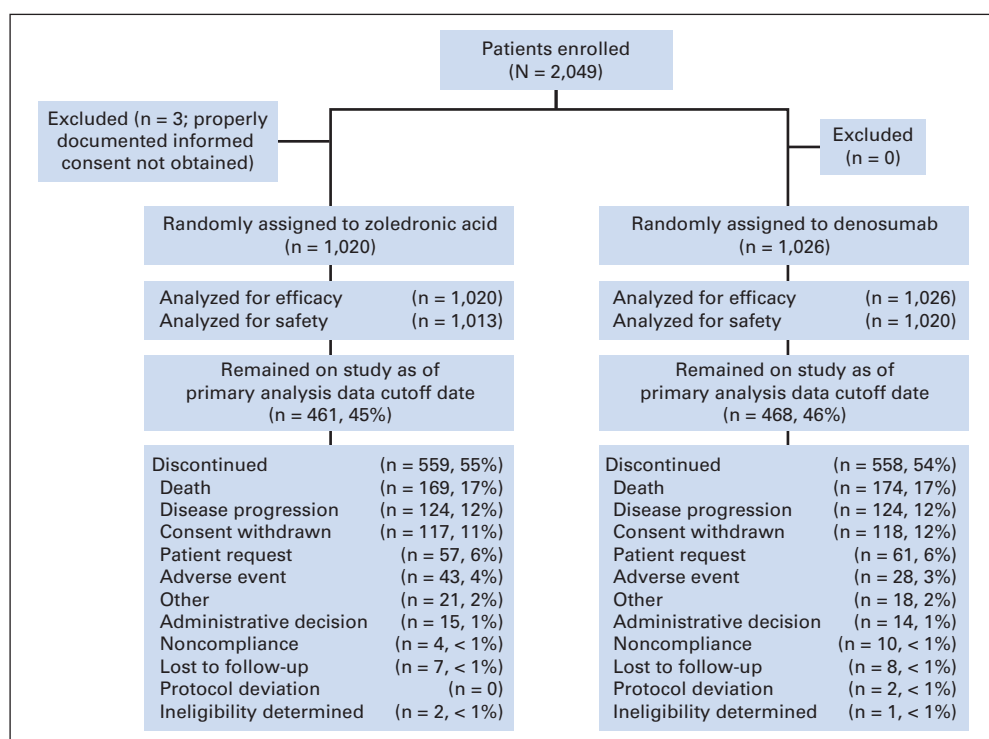 Patients enrolled
(N = 2,049)
Excluded (n = 3; properly
documented informed
consent not obtained)
Excluded
(n = 0)
Randomly assigned to zoledronic acid
(n = 1,020)
Randomly assigned to denosumab
(n = 1,026)
Analyzed for efficacy (n = 1,020)
Analyzed for safety (n = 1,013)
Analyzed for efficacy (n = 1,026)
Analyzed for safety (n = 1,020)
Remained on study as of
primary analysis data cutoff date
(n = 461, 45%)
Remained on study as of
primary analysis data cutoff date
(n = 468, 46%)
Discontinued (n = 559, 55%)
Death (n = 169, 17%)
Disease progression (n = 124, 12%)
Consent withdrawn (n = 117, 11%)
Patient request (n = 57, 6%)
Adverse event (n = 43, 4%)
Other (n = 21, 2%)
Administrative decision (n = 15, 1%)
Noncompliance (n = 4, < 1%)
Lost to follow-up (n = 7, < 1%)
Protocol deviation (n = 0)
Ineligibility determined (n = 2, < 1%)
Discontinued (n = 558, 54%)
Death (n = 174, 17%)
Disease progression (n = 124, 12%)
Consent withdrawn (n = 118, 12%)
Patient request (n = 61, 6%)
Adverse event (n = 28, 3%)
Other (n = 18, 2%)
Administrative decision (n = 14, 1%)
Noncompliance (n = 10, < 1%)
Lost to follow-up (n = 8, < 1%)
Protocol deviation (n = 2, < 1%)
Ineligibility determined (n = 1, < 1%)